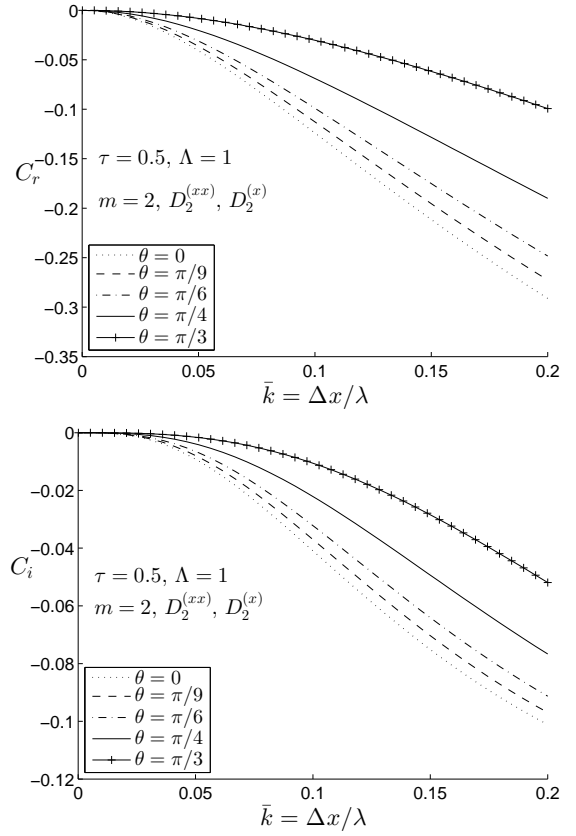 0
−0.05
−0.1
−0.15
−0.2
−0.25
−0.3
−0.35
C_r
τ = 0.5, Λ = 1
m = 2, D_2^{(xx)}, D_2^{(x)}
θ = 0
θ = π/9
θ = π/6
θ = π/4
θ = π/3
0 0.05 0.1 0.15 0.2
k̄ = Δx/λ
0
−0.02
−0.04
−0.06
−0.08
−0.1
−0.12
C_i
τ = 0.5, Λ = 1
m = 2, D_2^{(xx)}, D_2^{(x)}
θ = 0
θ = π/9
θ = π/6
θ = π/4
θ = π/3
0 0.05 0.1 0.15 0.2
k̄ = Δx/λ